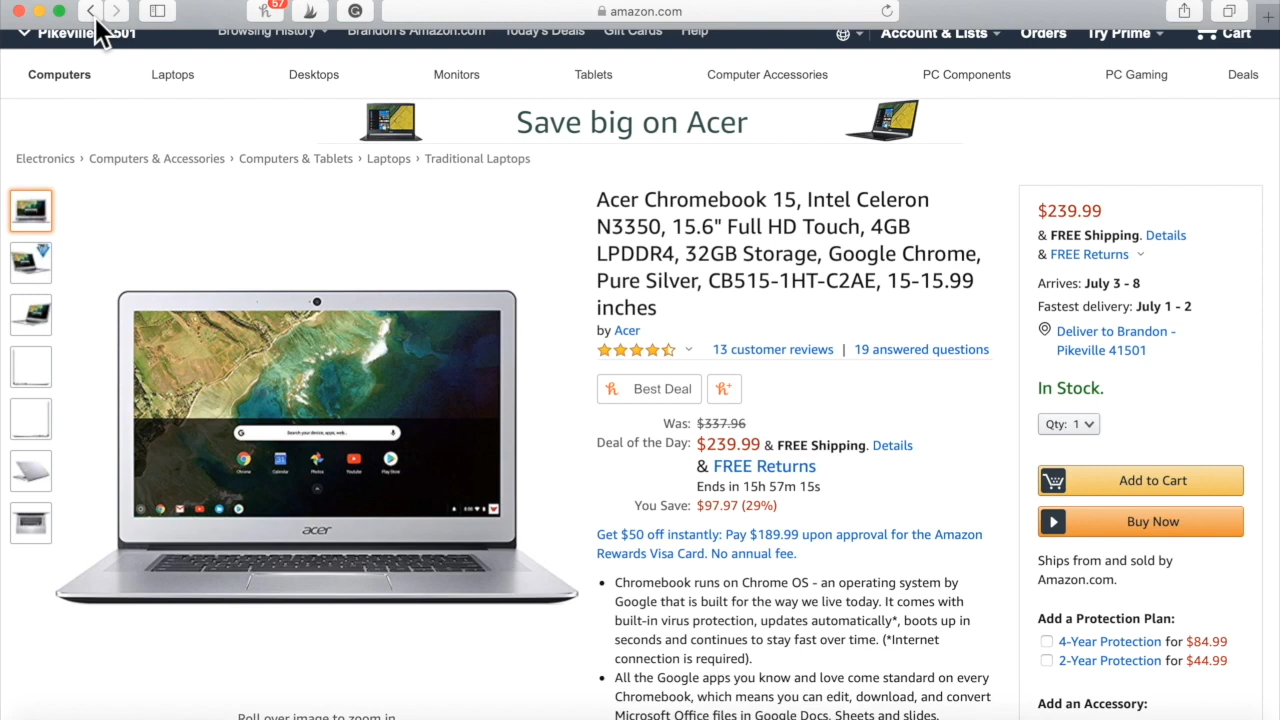 57
amazon.com
Pikeville 41501
Browsing History
Brandon's Amazon.com
Today's Deals
Gift Cards
Help
Account & Lists
Orders
Try Prime
Cart
Computers
Laptops
Desktops
Monitors
Tablets
Computer Accessories
PC Components
PC Gaming
Deals
Save big on Acer
Electronics › Computers & Accessories › Computers & Tablets › Laptops › Traditional Laptops
Acer Chromebook 15, Intel Celeron
N3350, 15.6" Full HD Touch, 4GB
LPDDR4, 32GB Storage, Google Chrome,
Pure Silver, CB515-1HT-C2AE, 15-15.99
inches
by Acer
13 customer reviews | 19 answered questions
Best Deal
Was: $337.96
Deal of the Day: $239.99 & FREE Shipping. Details
& FREE Returns
Ends in 15h 57m 15s
You Save: $97.97 (29%)
Get $50 off instantly: Pay $189.99 upon approval for the Amazon
Rewards Visa Card. No annual fee.
• Chromebook runs on Chrome OS - an operating system by
Google that is built for the way we live today. It comes with
built-in virus protection, updates automatically*, boots up in
seconds and continues to stay fast over time. (*Internet
connection is required).
• All the Google apps you know and love come standard on every
Chromebook, which means you can edit, download, and convert
Microsoft Office files in Google Docs, Sheets and slides.
$239.99
& FREE Shipping. Details
& FREE Returns
Arrives: July 3 - 8
Fastest delivery: July 1 - 2
Deliver to Brandon -
Pikeville 41501
In Stock.
Qty: 1
Add to Cart
Buy Now
Ships from and sold by
Amazon.com.
Add a Protection Plan:
4-Year Protection for $84.99
2-Year Protection for $44.99
Add an Accessory:
Search your device, apps, web...
Chrome
Calendar
Photos
Youtube
Play Store
acer
Roll over image to zoom in